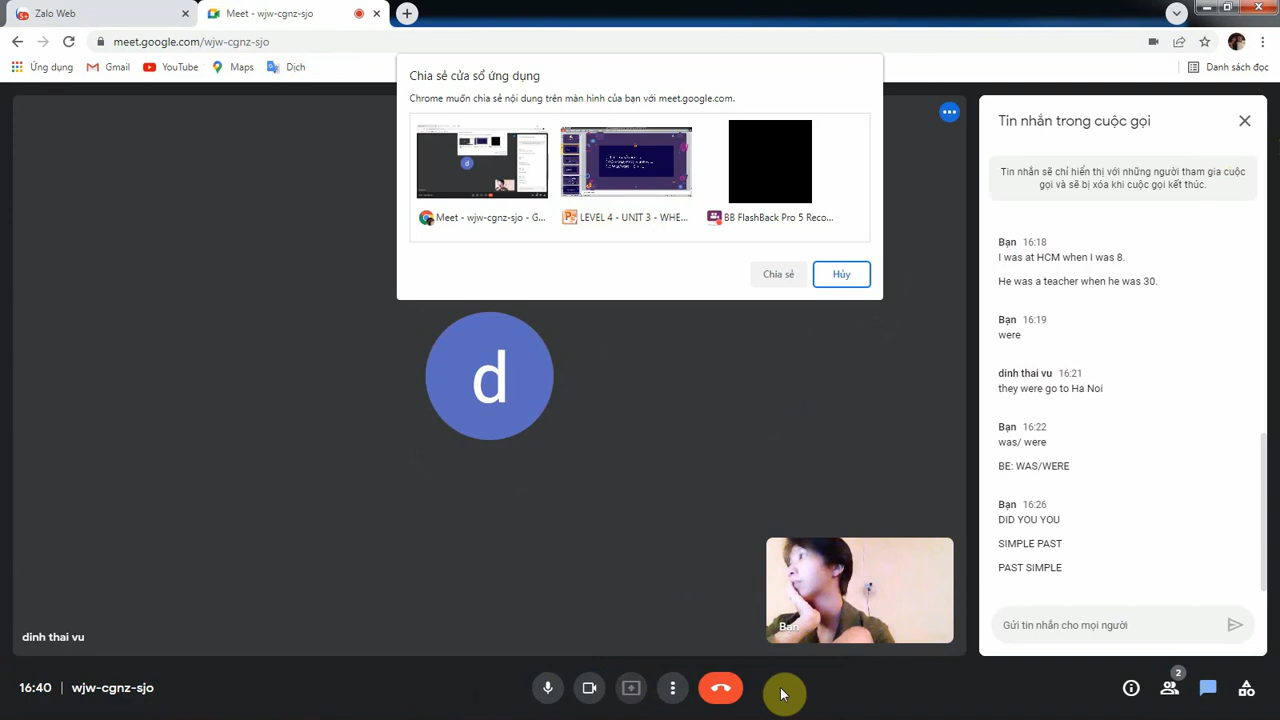 Zalo Web
Meet - wjw-cgnz-sjo
meet.google.com/wjw-cgnz-sjo
Ứng dụng
Gmail
YouTube
Maps
Dịch
Danh sách đọc
Chia sẻ cửa sổ ứng dụng
Chrome muốn chia sẻ nội dung trên màn hình của bạn với meet.google.com.
Meet - wjw-cgnz-sjo - G...
LEVEL 4 - UNIT 3 - WHE...
BB FlashBack Pro 5 Reco...
Chia sẻ
Hủy
d
dinh thai vu
Bạn
Tin nhắn trong cuộc gọi
Tin nhắn sẽ chỉ hiển thị với những người tham gia cuộc
gọi và sẽ bị xóa khi cuộc gọi kết thúc.
Bạn 16:18
I was at HCM when I was 8.
He was a teacher when he was 30.
Bạn 16:19
were
dinh thai vu 16:21
they were go to Ha Noi
Bạn 16:22
was/ were
BE: WAS/WERE
Bạn 16:26
DID YOU YOU
SIMPLE PAST
PAST SIMPLE
Gửi tin nhắn cho mọi người
16:40 | wjw-cgnz-sjo
2